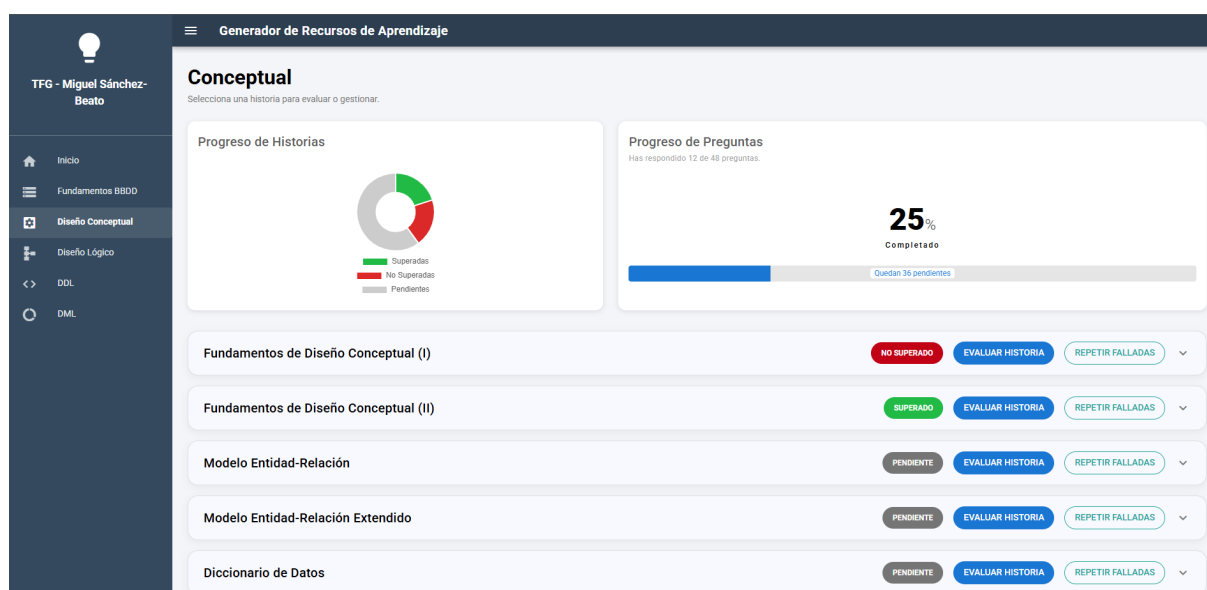 Generador de Recursos de Aprendizaje
TFG - Miguel Sánchez-
Beato
Inicio
Fundamentos BBDD
Diseño Conceptual
Diseño Lógico
DDL
DML
Conceptual
Selecciona una historia para evaluar o gestionar.
Progreso de Historias
Superadas
No Superadas
Pendientes
Progreso de Preguntas
Has respondido 12 de 48 preguntas.
25%
Completado
Quedan 36 pendientes
Fundamentos de Diseño Conceptual (I) NO SUPERADO EVALUAR HISTORIA REPETIR FALLADAS
Fundamentos de Diseño Conceptual (II) SUPERADO EVALUAR HISTORIA REPETIR FALLADAS
Modelo Entidad-Relación PENDIENTE EVALUAR HISTORIA REPETIR FALLADAS
Modelo Entidad-Relación Extendido PENDIENTE EVALUAR HISTORIA REPETIR FALLADAS
Diccionario de Datos PENDIENTE EVALUAR HISTORIA REPETIR FALLADAS